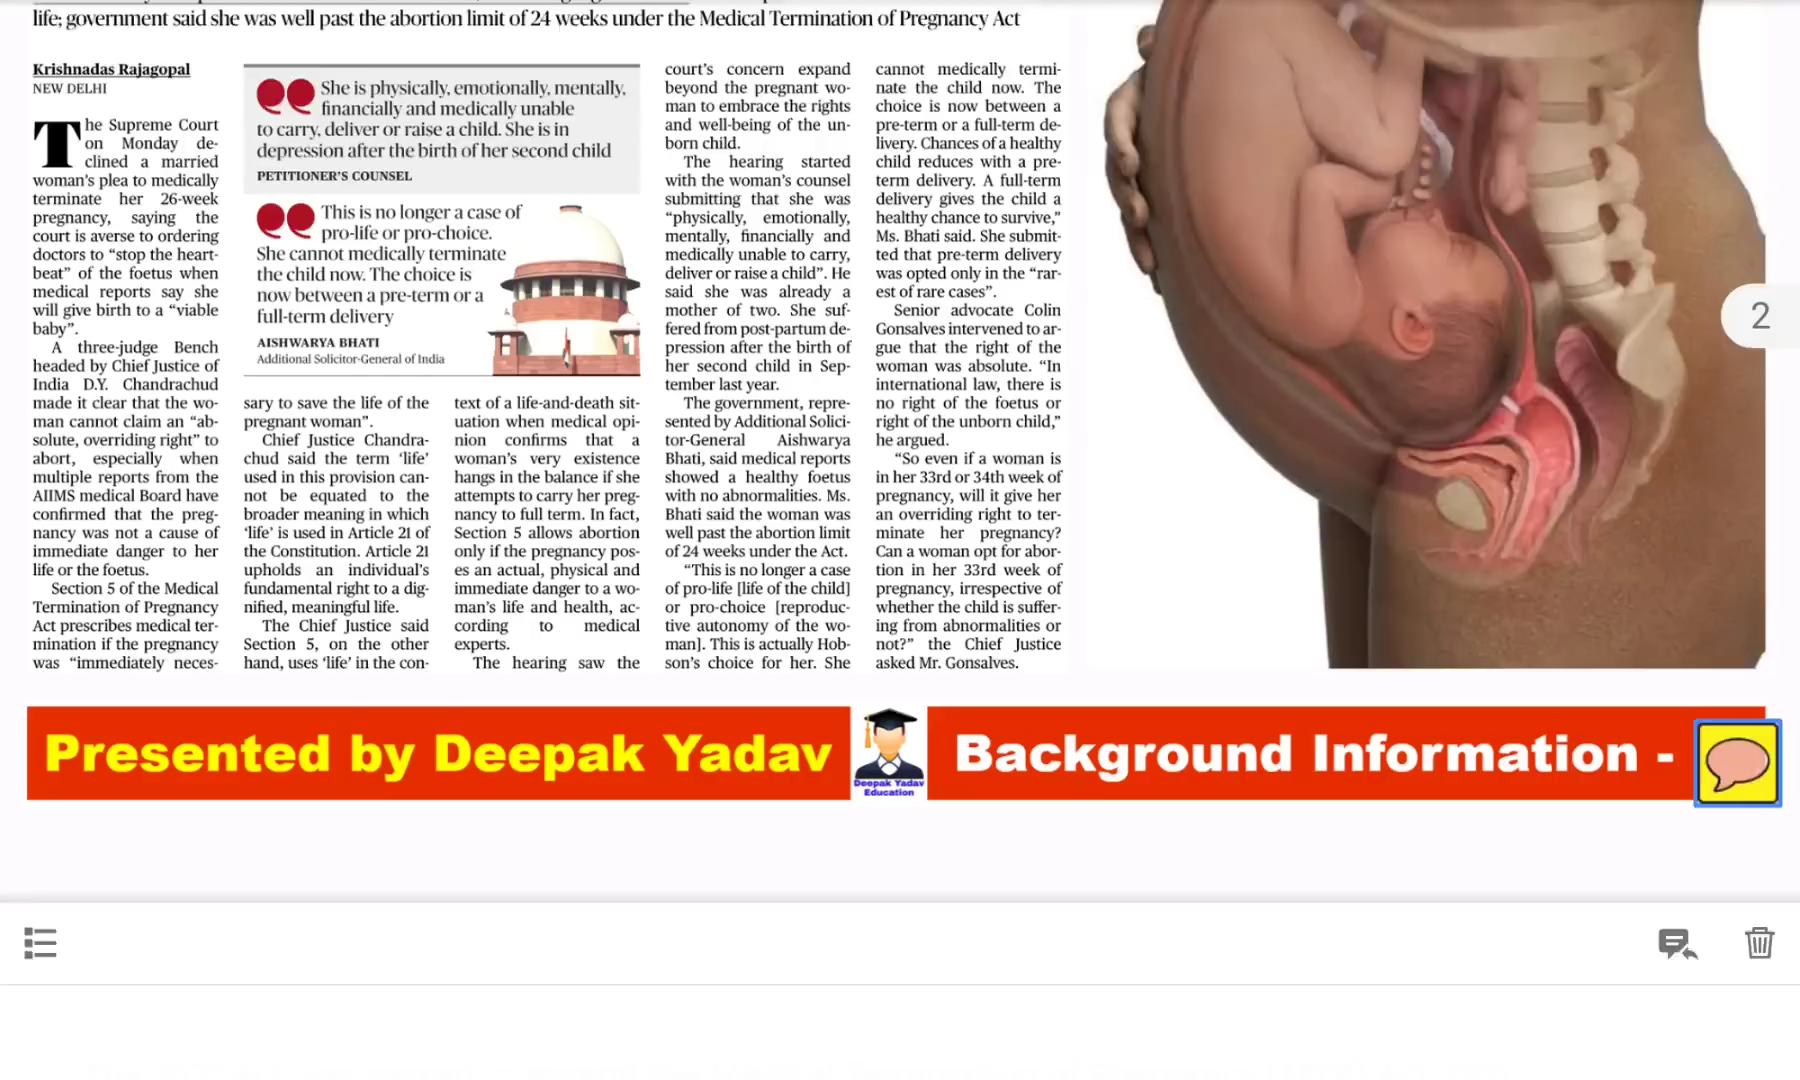 life; government said she was well past the abortion limit of 24 weeks under the Medical Termination of Pregnancy Act
Krishnadas Rajagopal
NEW DELHI
The Supreme Court
on Monday de-
clined a married
woman's plea to medically
terminate her 26-week
pregnancy, saying the
court is averse to ordering
doctors to "stop the heart-
beat" of the foetus when
medical reports say she
will give birth to a "viable
baby".
A three-judge Bench
headed by Chief Justice of
India D.Y. Chandrachud
made it clear that the wo-
man cannot claim an "ab-
solute, overriding right" to
abort, especially when
multiple reports from the
AIIMS medical Board have
confirmed that the preg-
nancy was not a cause of
immediate danger to her
life or the foetus.
Section 5 of the Medical
Termination of Pregnancy
Act prescribes medical ter-
mination if the pregnancy
was "immediately neces-
She is physically, emotionally, mentally,
financially and medically unable
to carry, deliver or raise a child. She is in
depression after the birth of her second child
PETITIONER'S COUNSEL
This is no longer a case of
pro-life or pro-choice.
She cannot medically terminate
the child now. The choice is
now between a pre-term or a
full-term delivery
AISHWARYA BHATI
Additional Solicitor-General of India
sary to save the life of the
pregnant woman".
Chief Justice Chandra-
chud said the term 'life'
used in this provision can-
not be equated to the
broader meaning in which
'life' is used in Article 21 of
the Constitution. Article 21
upholds an individual's
fundamental right to a dig-
nified, meaningful life.
The Chief Justice said
Section 5, on the other
hand, uses 'life' in the con-
text of a life-and-death sit-
uation when medical opi-
nion confirms that a
woman's very existence
hangs in the balance if she
attempts to carry her preg-
nancy to full term. In fact,
Section 5 allows abortion
only if the pregnancy pos-
es an actual, physical and
immediate danger to a wo-
man's life and health, ac-
cording to medical
experts.
The hearing saw the
court's concern expand
beyond the pregnant wo-
man to embrace the rights
and well-being of the un-
born child.
The hearing started
with the woman's counsel
submitting that she was
"physically, emotionally,
mentally, financially and
medically unable to carry,
deliver or raise a child". He
said she was already a
mother of two. She suf-
fered from post-partum de-
pression after the birth of
her second child in Sep-
tember last year.
The government, repre-
sented by Additional Solici-
tor-General Aishwarya
Bhati, said medical reports
showed a healthy foetus
with no abnormalities. Ms.
Bhati said the woman was
well past the abortion limit
of 24 weeks under the Act.
"This is no longer a case
of pro-life [life of the child]
or pro-choice [reproduc-
tive autonomy of the wo-
man]. This is actually Hob-
son's choice for her. She
cannot medically termi-
nate the child now. The
choice is now between a
pre-term or a full-term de-
livery. Chances of a healthy
child reduces with a pre-
term delivery. A full-term
delivery gives the child a
healthy chance to survive,"
Ms. Bhati said. She submit-
ted that pre-term delivery
was opted only in the "rar-
est of rare cases".
Senior advocate Colin
Gonsalves intervened to ar-
gue that the right of the
woman was absolute. "In
international law, there is
no right of the foetus or
right of the unborn child,"
he argued.
"So even if a woman is
in her 33rd or 34th week of
pregnancy, will it give her
an overriding right to ter-
minate her pregnancy?
Can a woman opt for abor-
tion in her 33rd week of
pregnancy, irrespective of
whether the child is suffer-
ing from abnormalities or
not?" the Chief Justice
asked Mr. Gonsalves.
2
Presented by Deepak Yadav
Deepak Yadav
Education
Background Information -